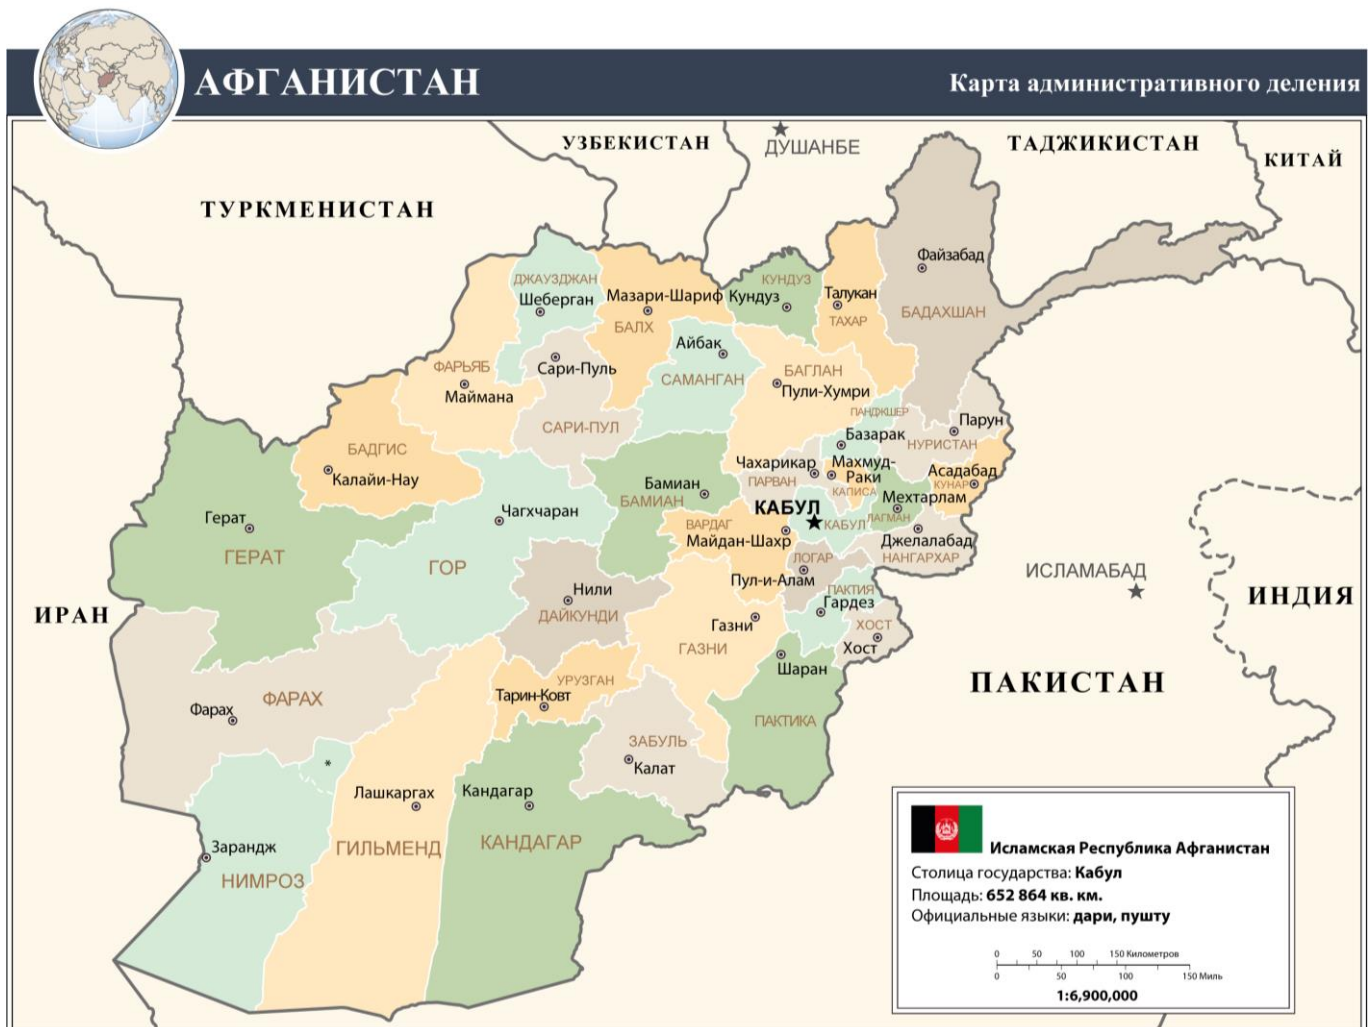 АФГАНИСТАН
Карта административного деления
УЗБЕКИСТАН
ДУШАНБЕ
ТАДЖИКИСТАН
КИТАЙ
ТУРКМЕНИСТАН
Файзабад
ДЖАУЗДЖАН
КУНДУЗ
Шеберган
Мазари-Шариф
Кундуз
Талукан
БАДАХШАН
БАЛХ
ТАХАР
Айбак
ФАРЬЯБ
Сари-Пуль
САМАНГАН
БАГЛАН
Маймана
Пули-Хумри
ПАНДЖШЕР
Парун
САРИ-ПУЛ
Базарак
НУРИСТАН
БАДГИС
Чахарикар
Махмуд-
Раки
Асадабад
Калайи-Нау
Бамиан
ПАРВАН
КАПИСА
КУНАР
БАМИАН
Мехтарлам
Герат
Чагхчаран
КАБУЛ
ВАРДАГ
КАБУЛ
ЛАГМАН
Майдан-Шахр
Джелалабад
ГЕРАТ
ГОР
ЛОГАР
НАНГАРХАР
ИСЛАМАБАД
Нили
Пул-и-Алам
ПАКТИЯ
ИНДИЯ
ИРАН
ДАЙКУНДИ
Гардез
Газни
ХОСТ
ГАЗНИ
Хост
Шаран
УРУЗГАН
ПАКИСТАН
ФАРАХ
Тарин-Ковт
Фарах
ПАКТИКА
ЗАБУЛЬ
*
Калат
Лашкаргах
Кандагар
Зарандж
ГИЛЬМЕНД
КАНДАГАР
НИМРОЗ
Исламская Республика Афганистан
Столица государства: Кабул
Площадь: 652 864 кв. км.
Официальные языки: дари, пушту
0 50 100 150 Километров
0 50 100 150 Миль
1:6,900,000